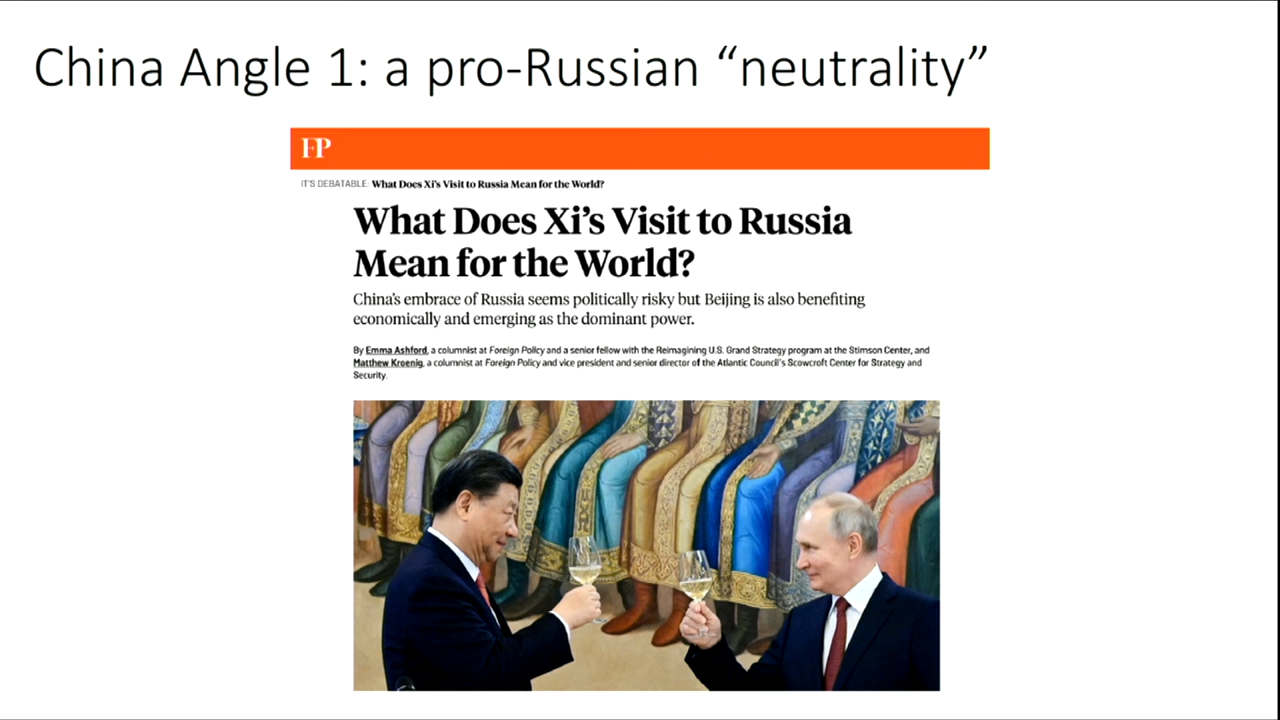 China Angle 1: a pro-Russian “neutrality”
FP
IT'S DEBATABLE: What Does Xi's Visit to Russia Mean for the World?
What Does Xi's Visit to Russia
Mean for the World?
China's embrace of Russia seems politically risky but Beijing is also benefiting
economically and emerging as the dominant power.
By Emma Ashford, a columnist at Foreign Policy and a senior fellow with the Reimagining U.S. Grand Strategy program at the Stimson Center, and
Matthew Kroenig, a columnist at Foreign Policy and vice president and senior director of the Atlantic Council's Scowcroft Center for Strategy and
Security.